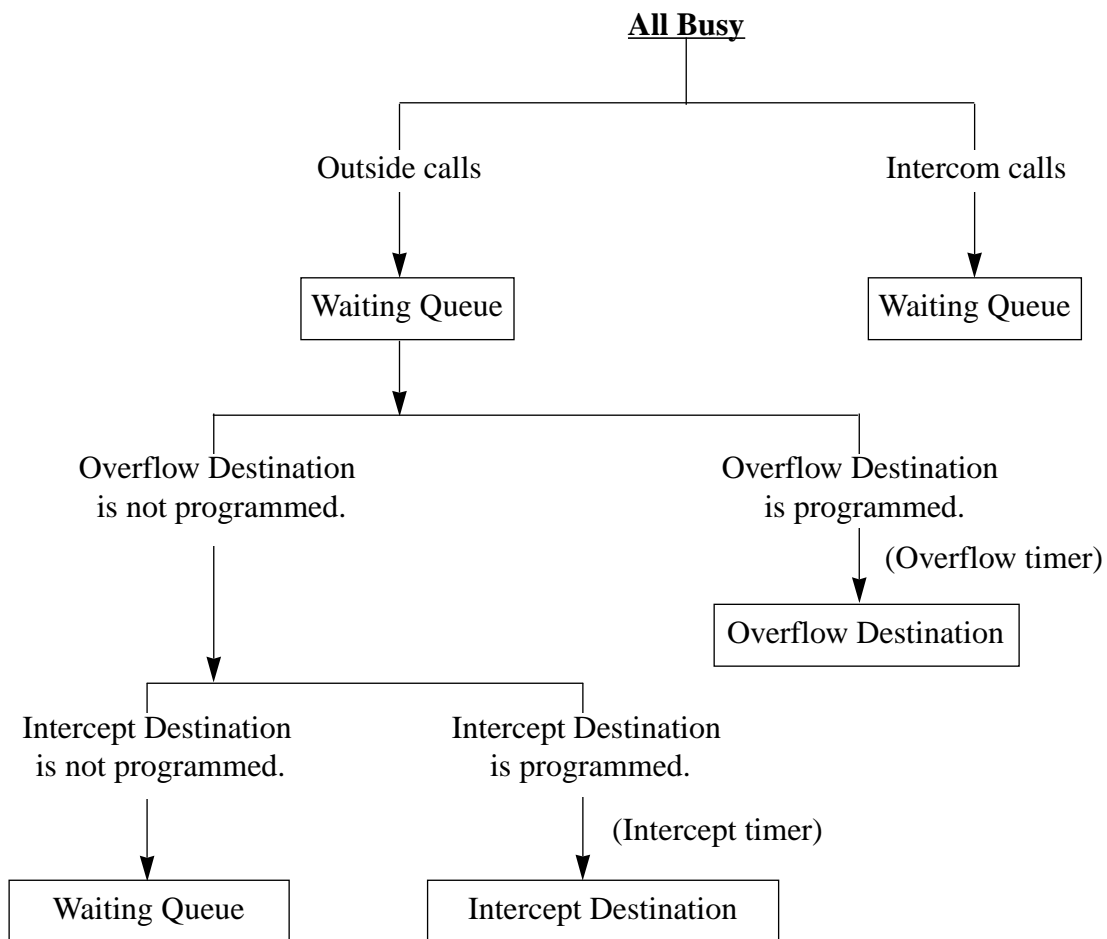 All Busy
Outside calls
Intercom calls
Waiting Queue
Waiting Queue
Overflow Destination
is not programmed.
Overflow Destination
is programmed.
(Overflow timer)
Overflow Destination
Intercept Destination
is not programmed.
Intercept Destination
is programmed.
(Intercept timer)
Waiting Queue
Intercept Destination